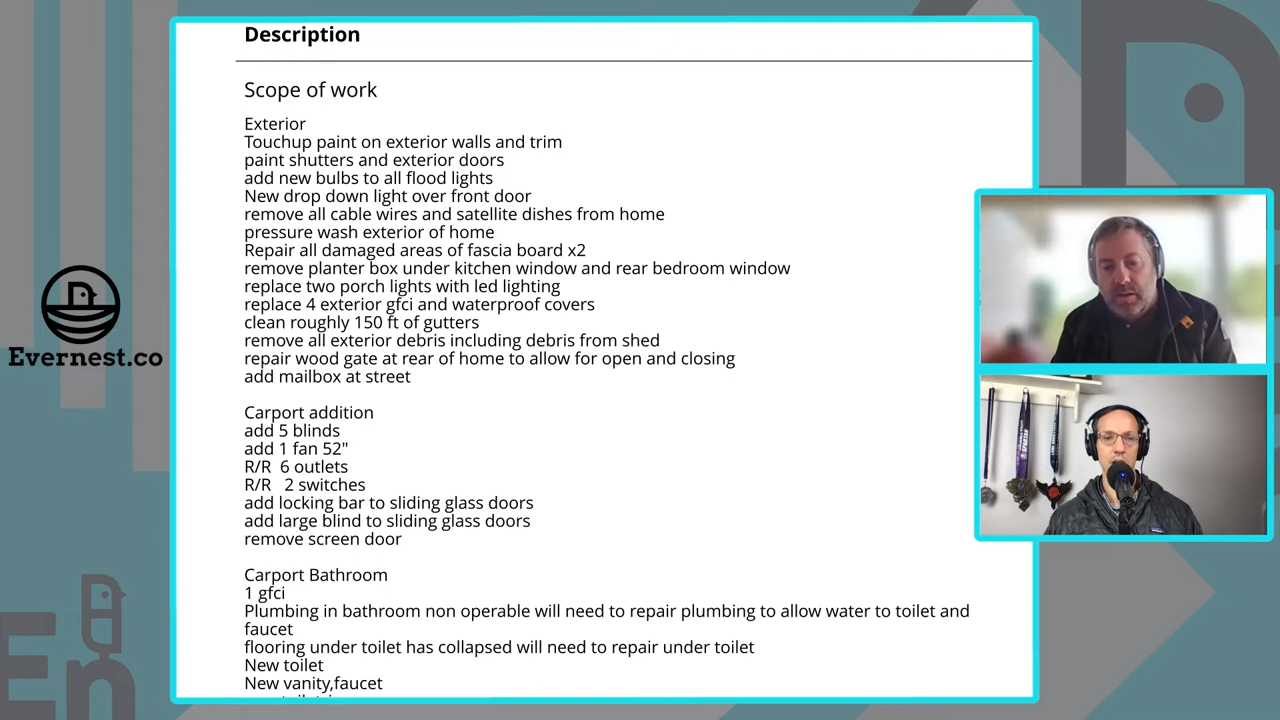 Description
Scope of work
Exterior
Touchup paint on exterior walls and trim
paint shutters and exterior doors
add new bulbs to all flood lights
New drop down light over front door
remove all cable wires and satellite dishes from home
pressure wash exterior of home
Repair all damaged areas of fascia board x2
remove planter box under kitchen window and rear bedroom window
replace two porch lights with led lighting
replace 4 exterior gfci and waterproof covers
clean roughly 150 ft of gutters
remove all exterior debris including debris from shed
repair wood gate at rear of home to allow for open and closing
add mailbox at street
Carport addition
add 5 blinds
add 1 fan 52"
R/R 6 outlets
R/R 2 switches
add locking bar to sliding glass doors
add large blind to sliding glass doors
remove screen door
Carport Bathroom
1 gfci
Plumbing in bathroom non operable will need to repair plumbing to allow water to toilet and
faucet
flooring under toilet has collapsed will need to repair under toilet
New toilet
New vanity,faucet
Evernest.co
En